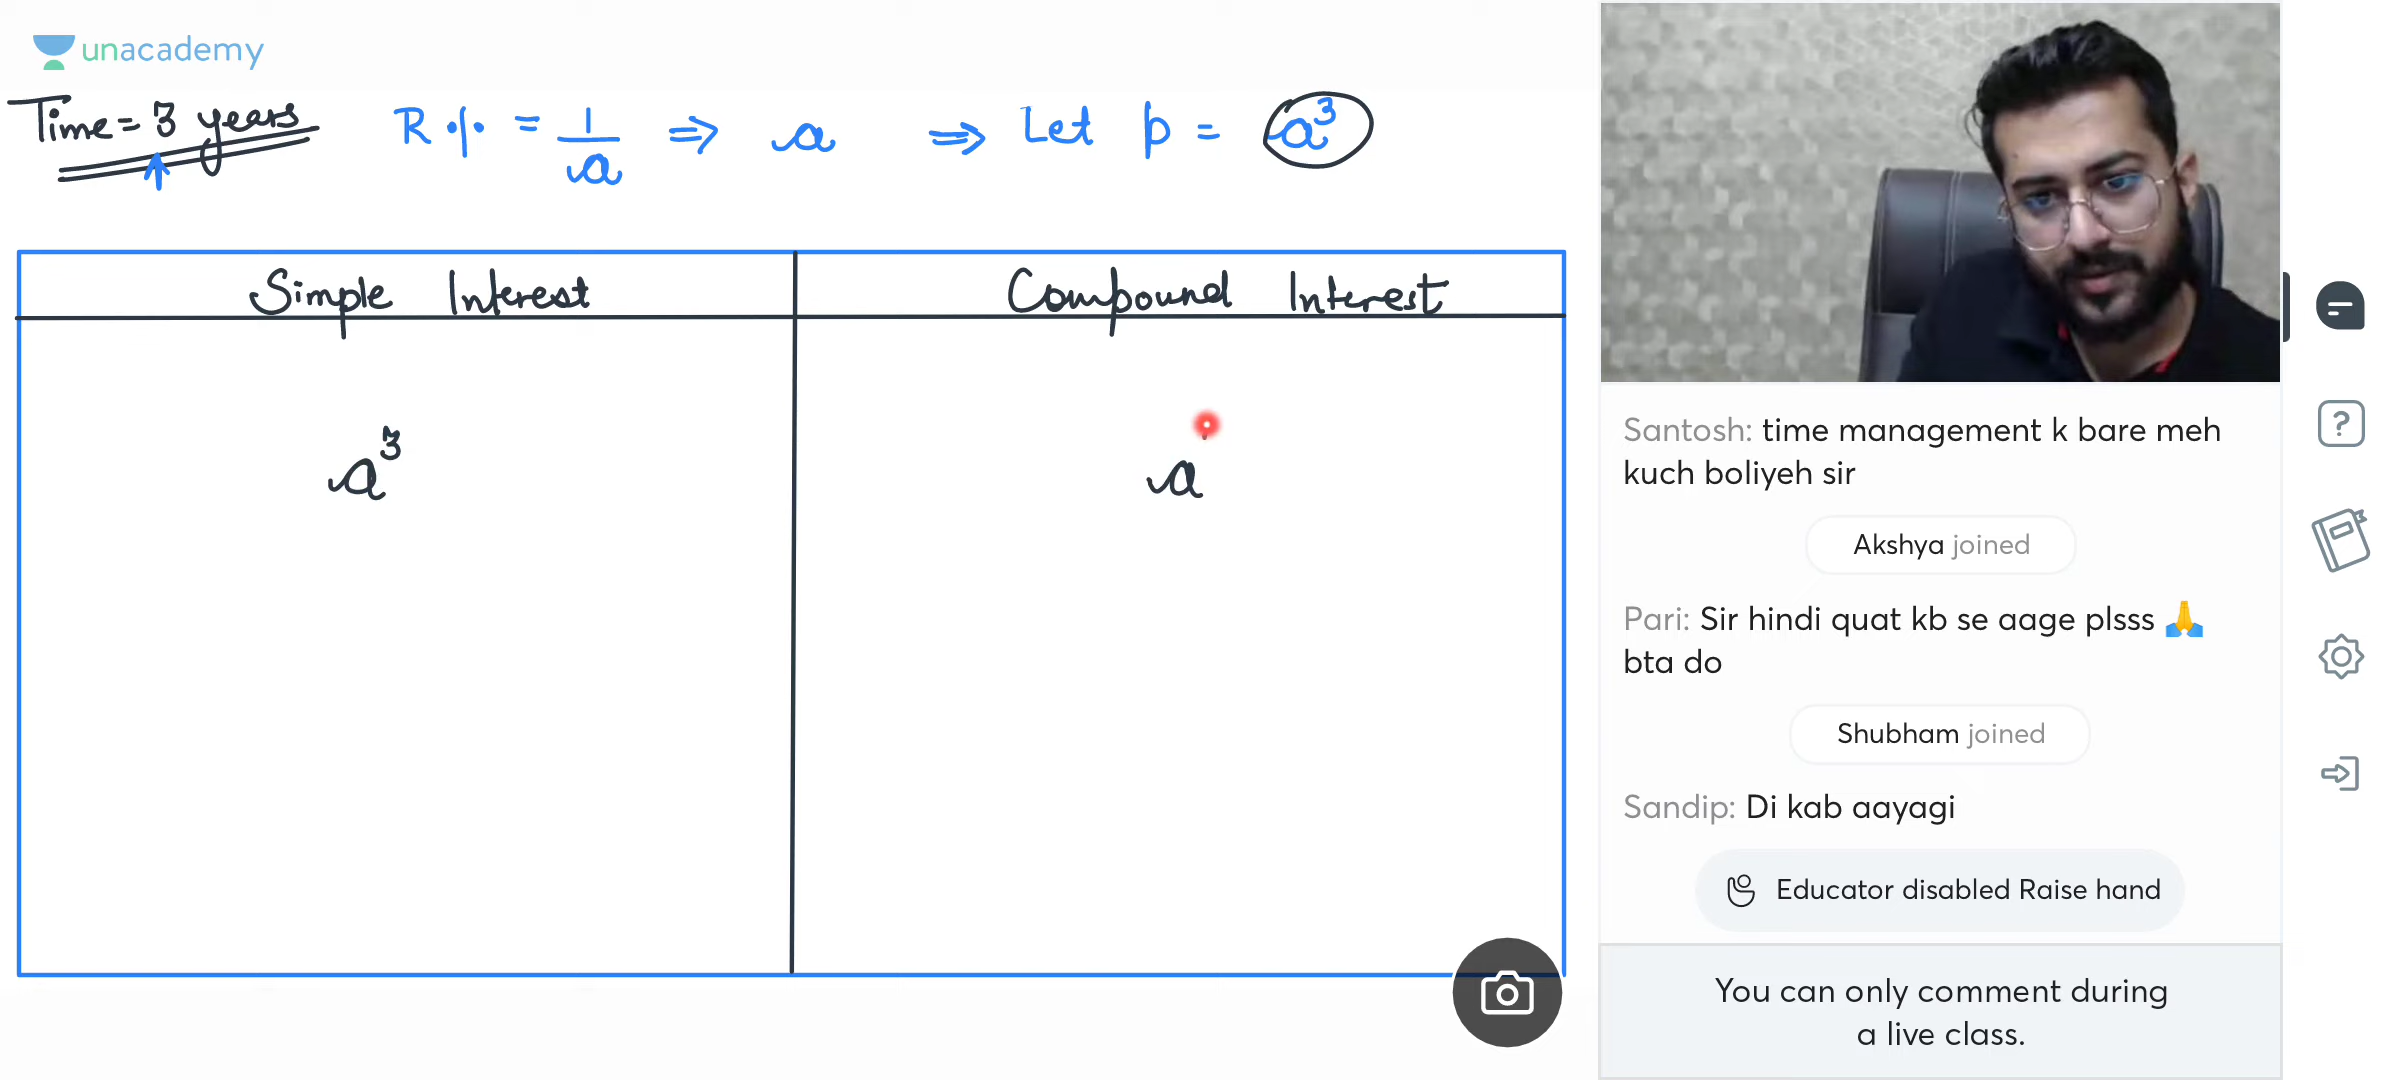 unacademy
Time = 3 years R % = 1/a ⇒ a ⇒ Let p = a³
Simple Interest
Compound Interest
a³
a
Santosh: time management k bare meh
kuch boliyeh sir
Akshya joined
Pari: Sir hindi quat kb se aage plsss 🙏
bta do
Shubham joined
Sandip: Di kab aayagi
Educator disabled Raise hand
You can only comment during
a live class.
?